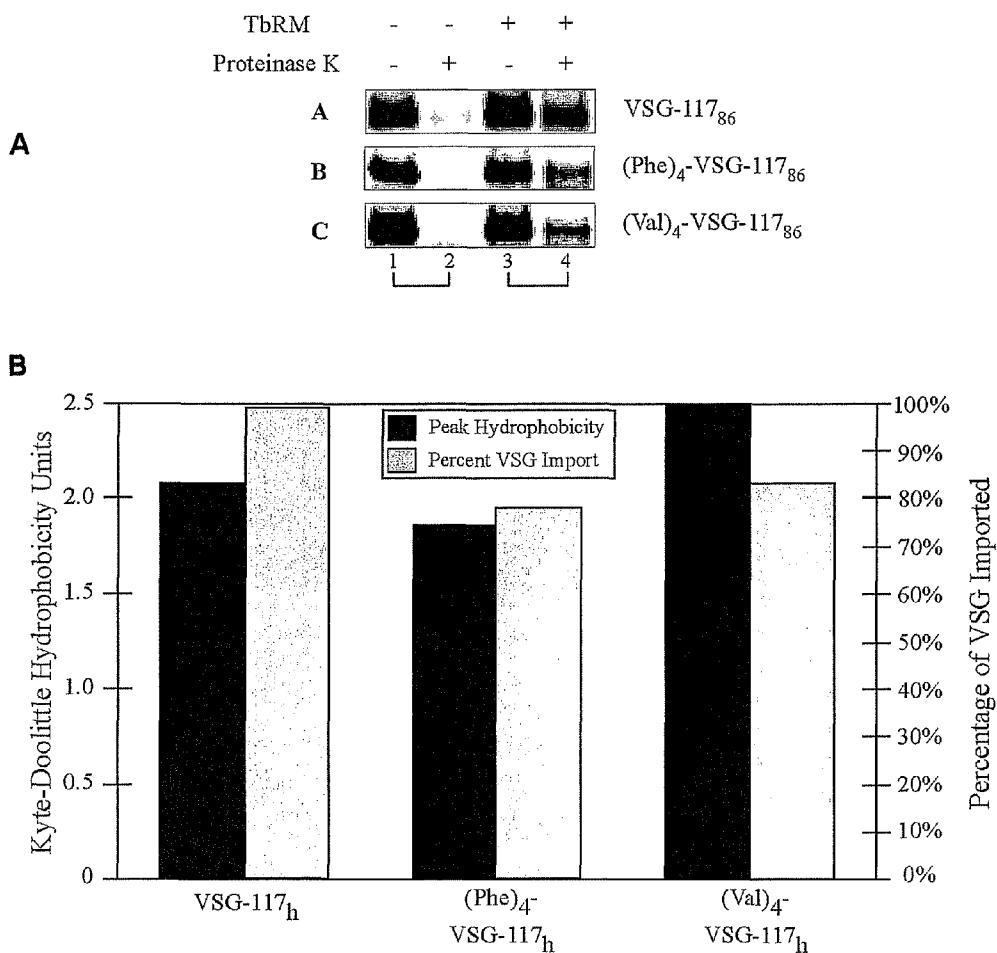 TbRM - - + +
Proteinase K - + - +
A
A VSG-117₈₆
B (Phe)₄-VSG-117₈₆
C (Val)₄-VSG-117₈₆
1 2 3 4
B
Kyte-Doolittle Hydrophobicity Units
2.5
2.0
1.5
1.0
0.5
0
Peak Hydrophobicity
Percent VSG Import
100%
90%
80%
70%
60%
50%
40%
30%
20%
10%
0%
Percentage of VSG Imported
VSG-117h
(Phe)₄-
VSG-117h
(Val)₄-
VSG-117h